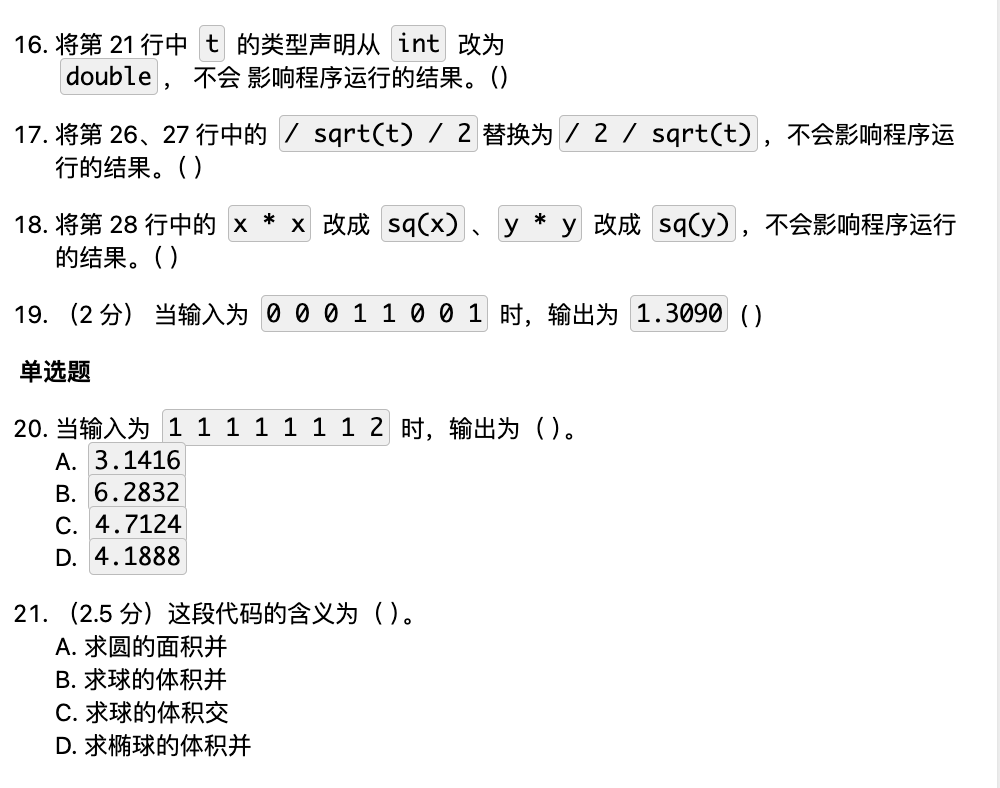 16. 将第 21 行中 t 的类型声明从 int 改为
double , 不会 影响程序运行的结果。()
17. 将第 26、27 行中的 / sqrt(t) / 2 替换为 / 2 / sqrt(t) , 不会影响程序运
行的结果。( )
18. 将第 28 行中的 x * x 改成 sq(x) 、 y * y 改成 sq(y) ,不会影响程序运行
的结果。( )
19. （2 分） 当输入为 0 0 0 1 1 0 0 1 时，输出为 1.3090 ( )
单选题
20. 当输入为 1 1 1 1 1 1 1 2 时，输出为（ ）。
A. 3.1416
B. 6.2832
C. 4.7124
D. 4.1888
21. （2.5 分）这段代码的含义为（ ）。
A. 求圆的面积并
B. 求球的体积并
C. 求球的体积交
D. 求椭球的体积并